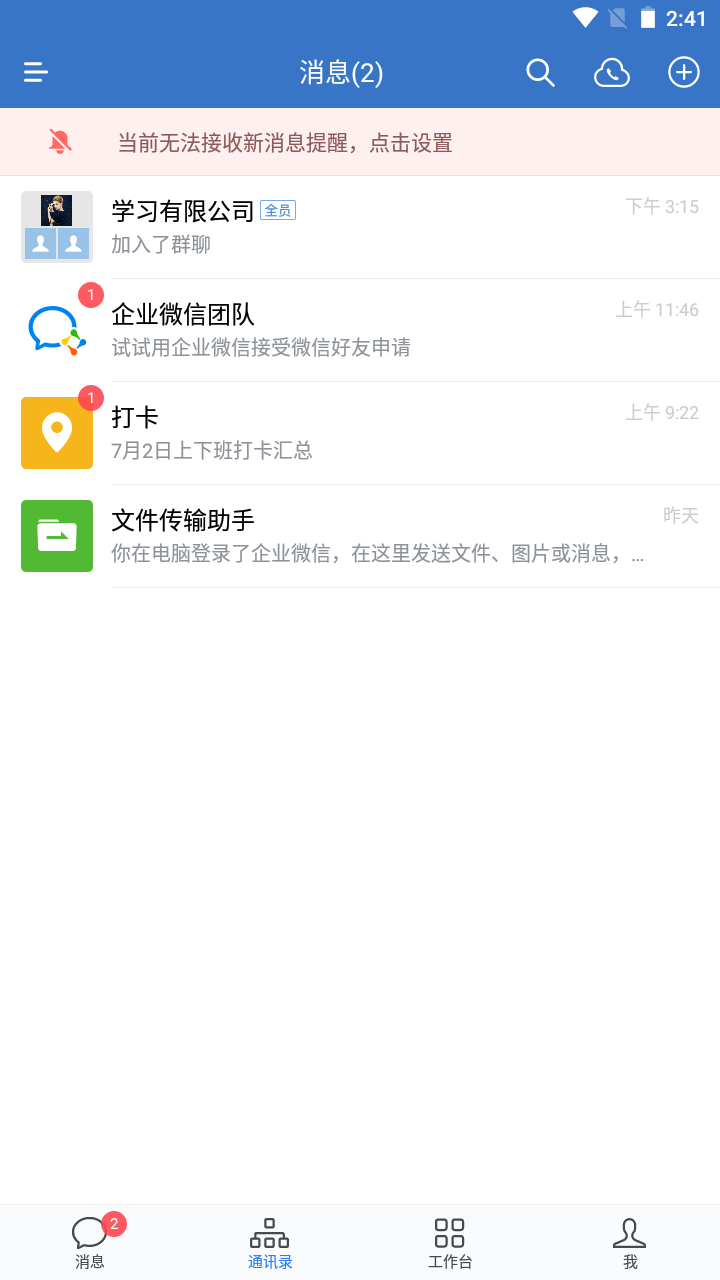 2:41
消息(2)
当前无法接收新消息提醒，点击设置
学习有限公司 全员 下午 3:15
加入了群聊
1
企业微信团队 上午 11:46
试试用企业微信接受微信好友申请
1
打卡 上午 9:22
7月2日上下班打卡汇总
文件传输助手 昨天
你在电脑登录了企业微信，在这里发送文件、图片或消息，...
2
消息 通讯录 工作台 我